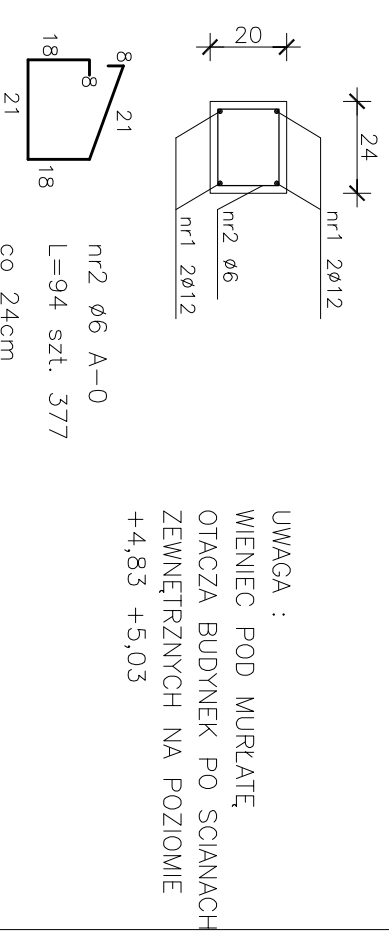 24
20
nr1 2ø12
nr2 ø6
nr1 2ø12
8
8
18
21
21
18
nr2 ø6 A-0
L=94 szt. 377
co 24cm
UWAGA :
WIENIEC POD MURŁATĘ
OTACZA BUDYNEK PO SCIANACH
ZEWNĘTRZNYCH NA POZIOMIE
+4,83 +5,03